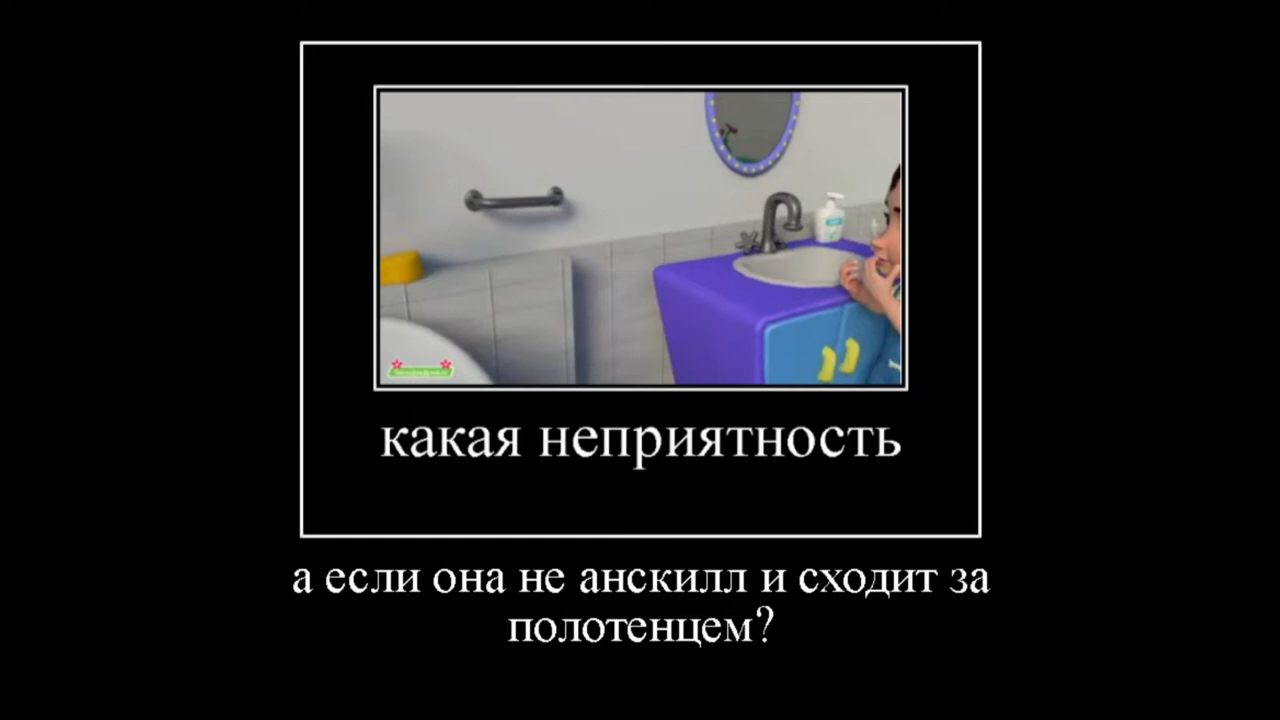 какая неприятность
а если она не анскилл и сходит за
полотенцем?